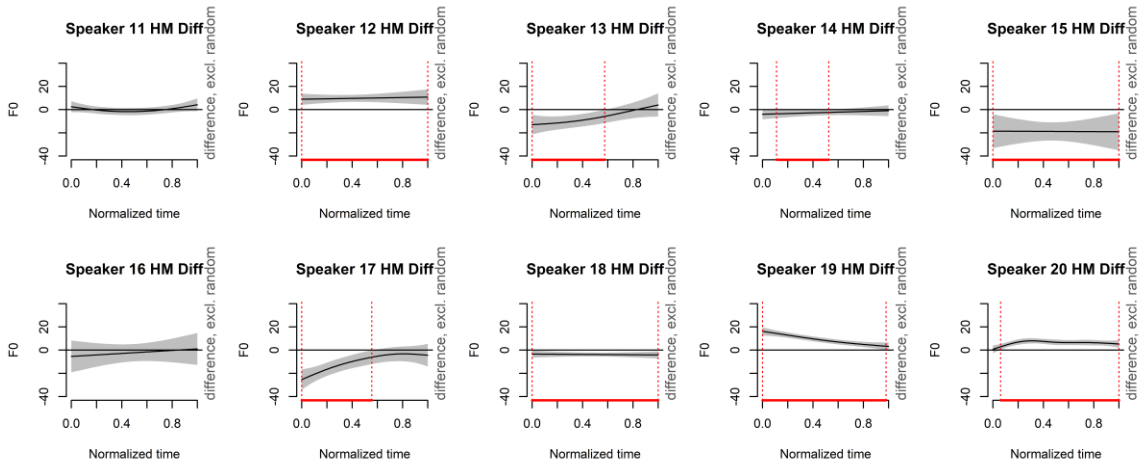 Speaker 11 HM Diff
F0
20
0
-40
0.0 0.4 0.8
Normalized time
difference, excl. random
Speaker 12 HM Diff
F0
20
0
-40
0.0 0.4 0.8
Normalized time
difference, excl. random
Speaker 13 HM Diff
F0
20
0
-40
0.0 0.4 0.8
Normalized time
difference, excl. random
Speaker 14 HM Diff
F0
20
0
-40
0.0 0.4 0.8
Normalized time
difference, excl. random
Speaker 15 HM Diff
F0
20
0
-40
0.0 0.4 0.8
Normalized time
difference, excl. random
Speaker 16 HM Diff
F0
20
0
-40
0.0 0.4 0.8
Normalized time
difference, excl. random
Speaker 17 HM Diff
F0
20
0
-40
0.0 0.4 0.8
Normalized time
difference, excl. random
Speaker 18 HM Diff
F0
20
0
-40
0.0 0.4 0.8
Normalized time
difference, excl. random
Speaker 19 HM Diff
F0
20
0
-40
0.0 0.4 0.8
Normalized time
difference, excl. random
Speaker 20 HM Diff
F0
20
0
-40
0.0 0.4 0.8
Normalized time
difference, excl. random